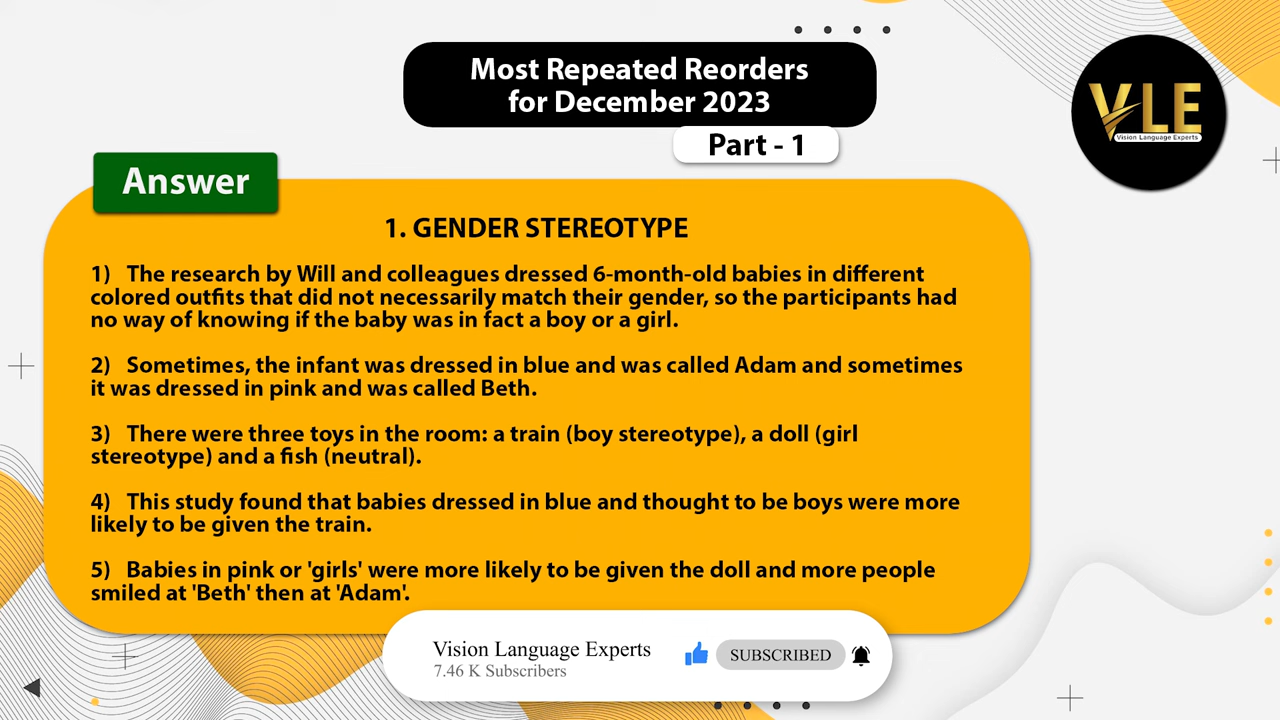 Most Repeated Reorders
for December 2023
Part - 1
VLE
Vision Language Experts
Answer
1. GENDER STEREOTYPE
1) The research by Will and colleagues dressed 6-month-old babies in different
colored outfits that did not necessarily match their gender, so the participants had
no way of knowing if the baby was in fact a boy or a girl.
2) Sometimes, the infant was dressed in blue and was called Adam and sometimes
it was dressed in pink and was called Beth.
3) There were three toys in the room: a train (boy stereotype), a doll (girl
stereotype) and a fish (neutral).
4) This study found that babies dressed in blue and thought to be boys were more
likely to be given the train.
5) Babies in pink or 'girls' were more likely to be given the doll and more people
smiled at 'Beth' then at 'Adam'.
Vision Language Experts
7.46 K Subscribers
SUBSCRIBED